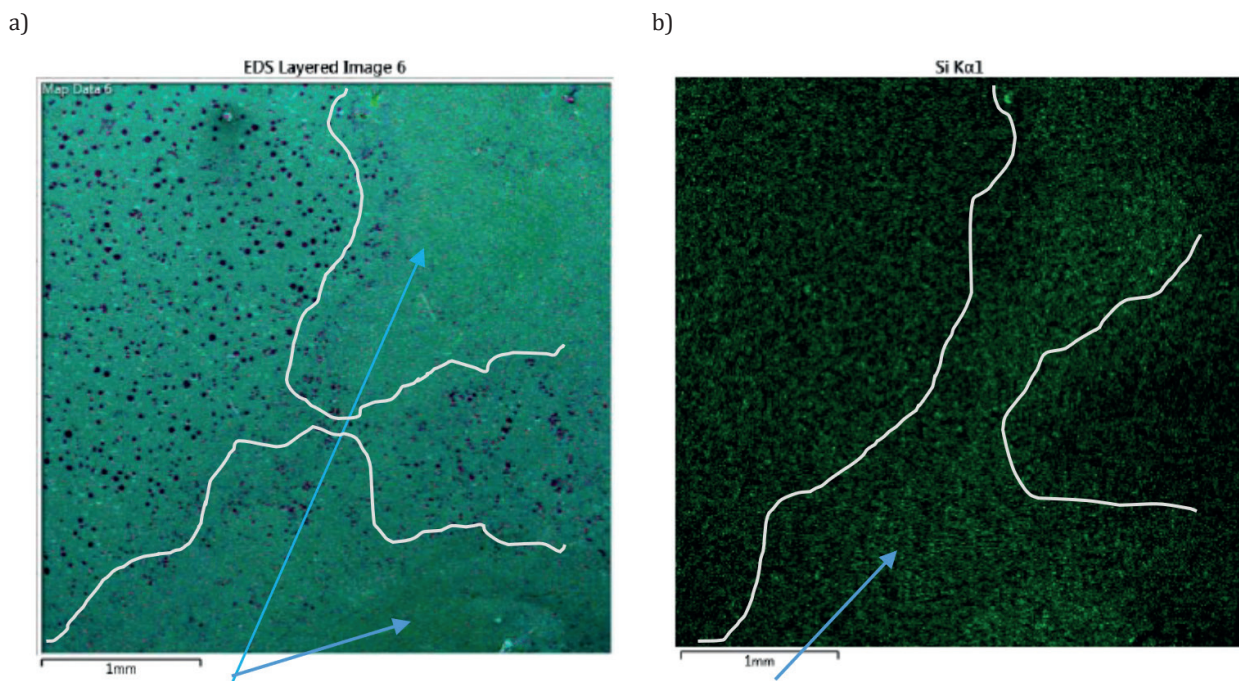 a)
b)
EDS Layered Image 6
Si Kα1
Map Data 6
1mm
1mm